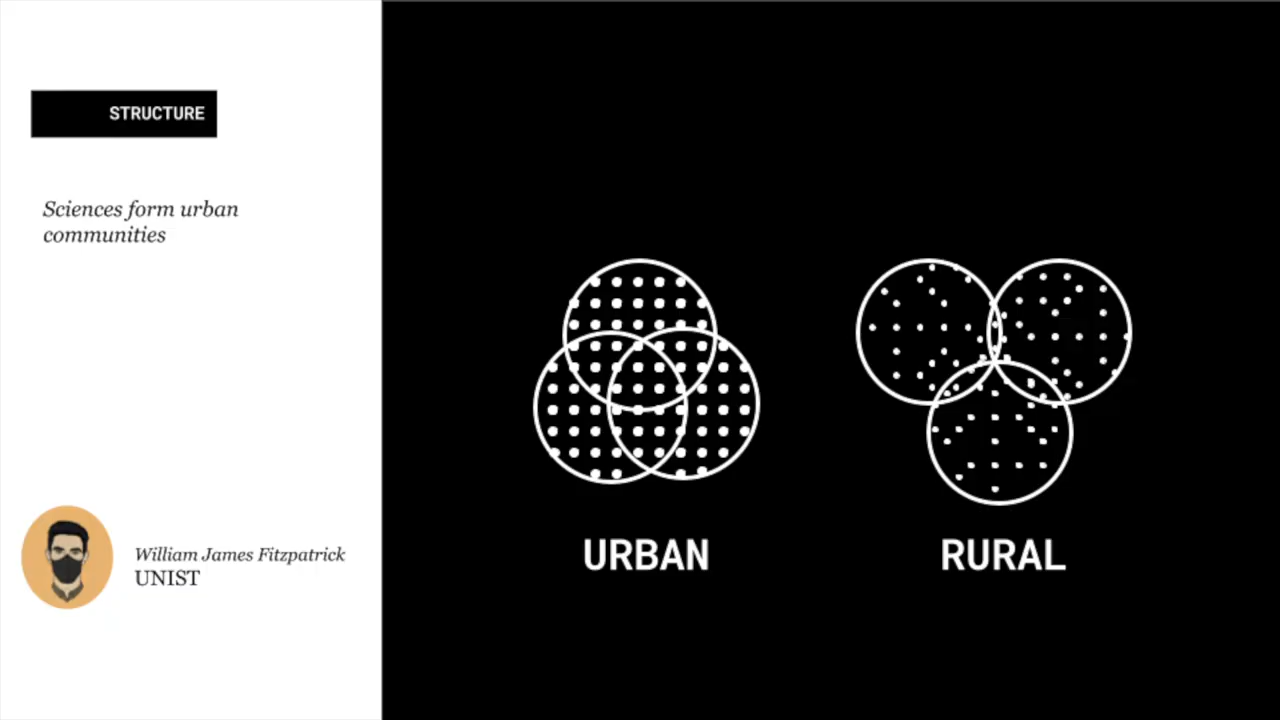 STRUCTURE
Sciences form urban
communities
William James Fitzpatrick
UNIST
URBAN
RURAL